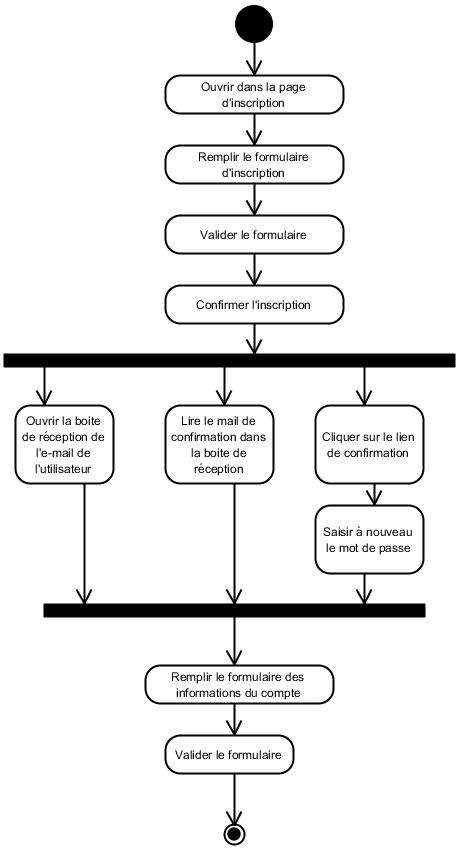 Ouvrir dans la page
d'inscription
Remplir le formulaire
d'inscription
Valider le formulaire
Confirmer l'inscription
Ouvrir la boite
de réception de
l'e-mail de
l'utilisateur
Lire le mail de
confirmation dans
la boite de
réception
Cliquer sur le lien
de confirmation
Saisir à nouveau
le mot de passe
Remplir le formulaire des
informations du compte
Valider le formulaire